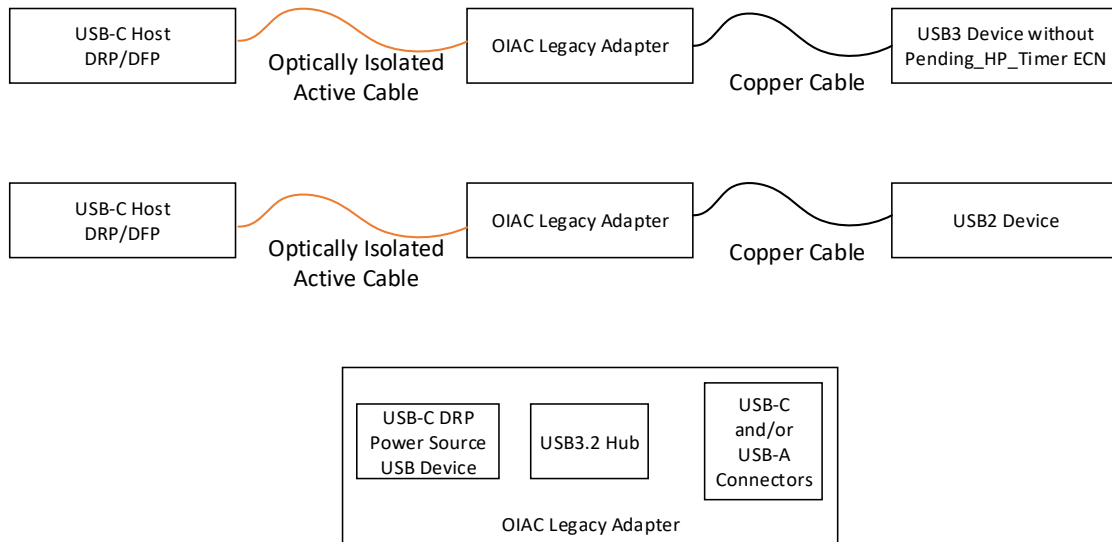 USB-C Host
DRP/DFP
Optically Isolated
Active Cable
OIAC Legacy Adapter
Copper Cable
USB3 Device without
Pending_HP_Timer ECN
USB-C Host
DRP/DFP
Optically Isolated
Active Cable
OIAC Legacy Adapter
Copper Cable
USB2 Device
USB-C DRP
Power Source
USB Device
USB3.2 Hub
USB-C
and/or
USB-A
Connectors
OIAC Legacy Adapter